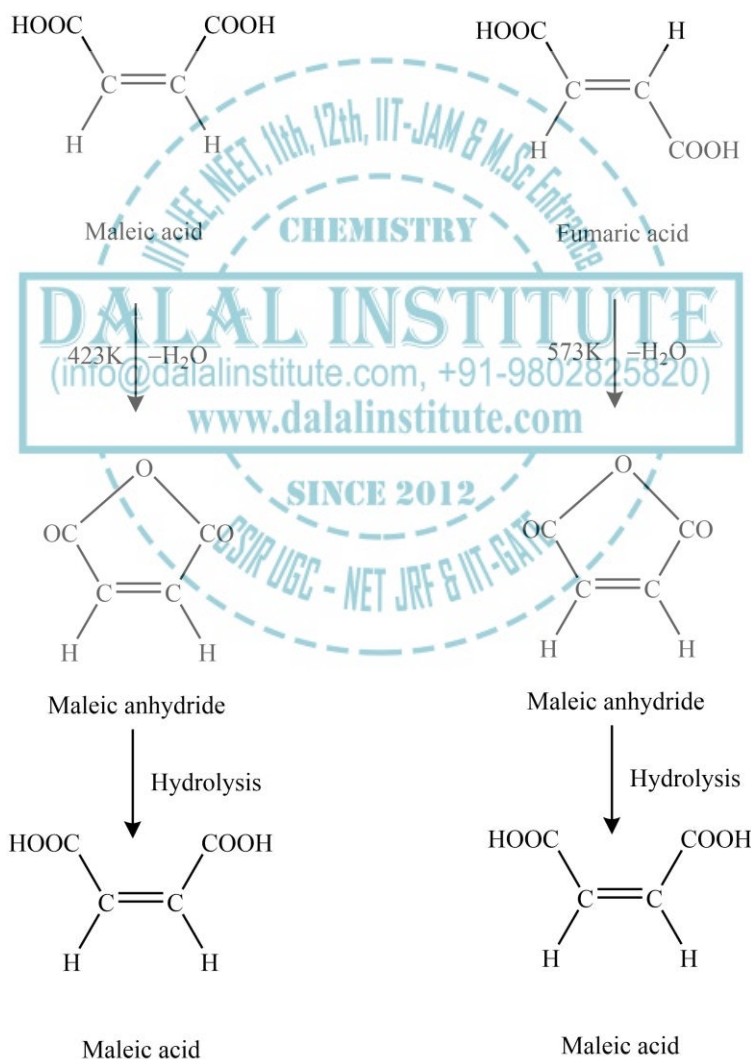 HOOC COOH HOOC H
C C C C
H H H COOH
Maleic acid Fumaric acid
IIT-JEE, NEET, 11th, 12th, IIT-JAM & M.Sc Entrance
CHEMISTRY
DALAL INSTITUTE
423K –H₂O 573K –H₂O
(info@dalalinstitute.com, +91-9802825820)
www.dalalinstitute.com
SINCE 2012
CSIR UGC – NET JRF & IIT-GATE
O O
OC CO OC CO
C C C C
H H H H
Maleic anhydride Maleic anhydride
Hydrolysis Hydrolysis
HOOC COOH HOOC COOH
C C C C
H H H H
Maleic acid Maleic acid